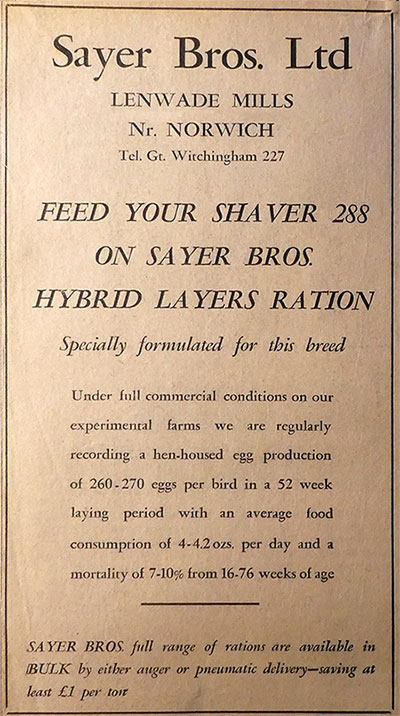 Sayer Bros. Ltd
LENWADE MILLS
Nr. NORWICH
Tel. Gt. Witchingham 227
FEED YOUR SHAVER 288
ON SAYER BROS.
HYBRID LAYERS RATION
Specially formulated for this breed
Under full commercial conditions on our
experimental farms we are regularly
recording a hen-housed egg production
of 260-270 eggs per bird in a 52 week
laying period with an average food
consumption of 4-4.2 ozs. per day and a
mortality of 7-10% from 16-76 weeks of age
SAYER BROS. full range of rations are available in
BULK by either auger or pneumatic delivery—saving at
least £1 per ton